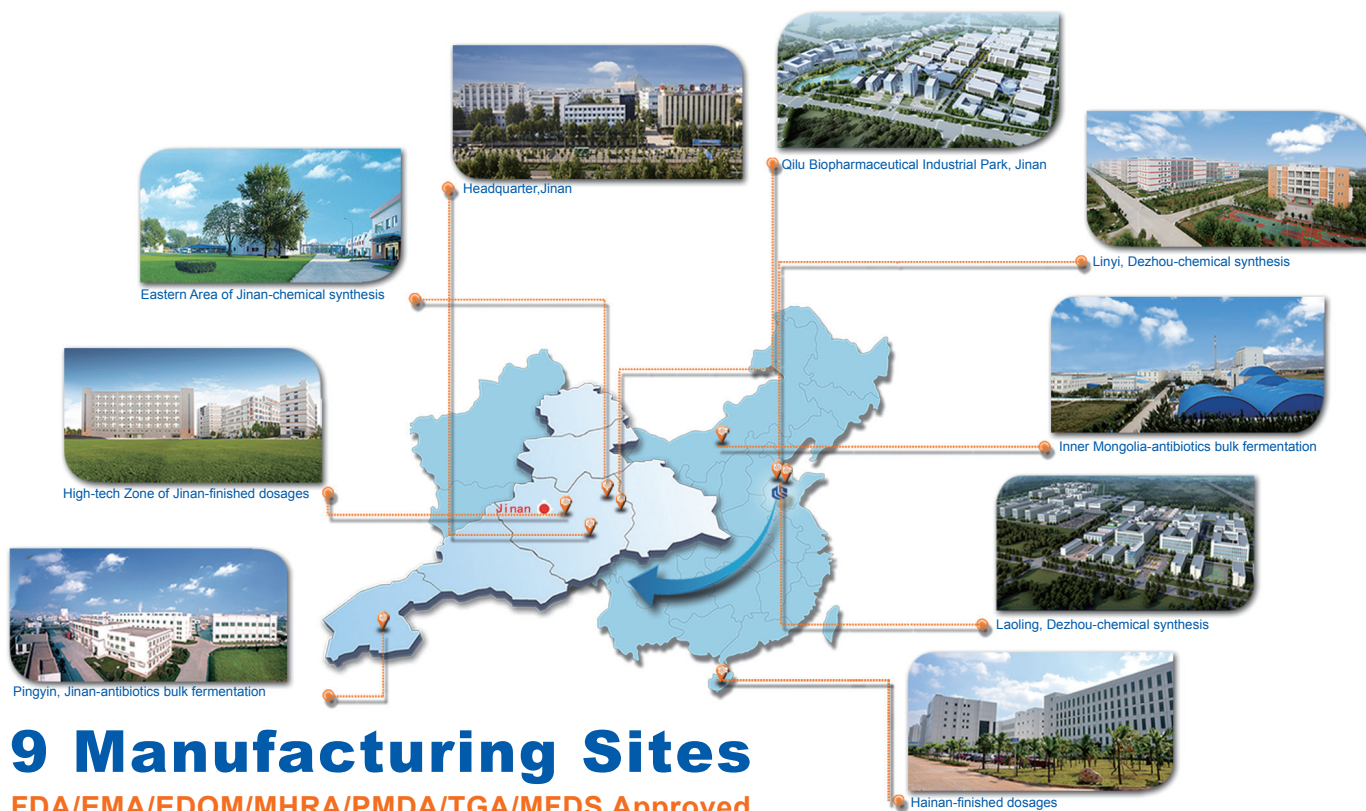 Qilu Biopharmaceutical Industrial Park, Jinan
Headquarter,Jinan
Linyi, Dezhou-chemical synthesis
Eastern Area of Jinan-chemical synthesis
Inner Mongolia-antibiotics bulk fermentation
High-tech Zone of Jinan-finished dosages
Jinan
Laoling, Dezhou-chemical synthesis
Pingyin, Jinan-antibiotics bulk fermentation
9 Manufacturing Sites
FDA/EMA/EDQM/MHRA/PMDA/TGA/MFDS Approved
Hainan-finished dosages